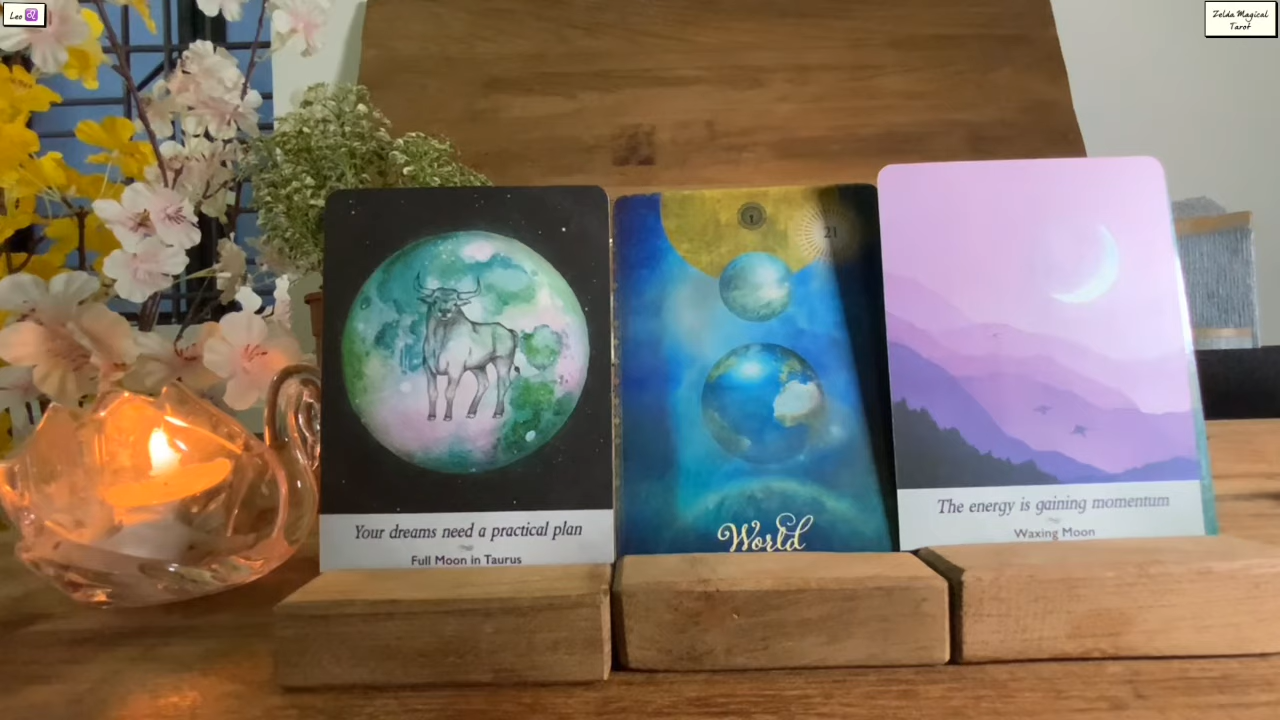 Leo ♌
Zelda Magical
Tarot
1
21
Your dreams need a practical plan
Full Moon in Taurus
World
The energy is gaining momentum
Waxing Moon